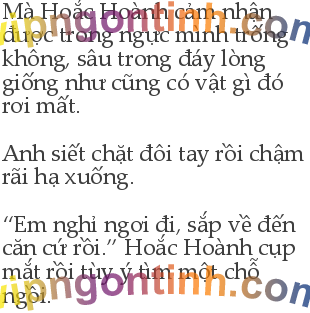 Mà Hoắc Hoành cảm nhận
được trong ngực mình trống
không, sâu trong đáy lòng
giống như cũng có vật gì đó
rơi mất.
Anh siết chặt đôi tay rồi chậm
rãi hạ xuống.
“Em nghỉ ngơi đi, sắp về đến
căn cứ rồi.” Hoắc Hoành cụp
mắt rồi tùy ý tìm một chỗ
ngồi.
vipngontinh.com
vipngontinh.com